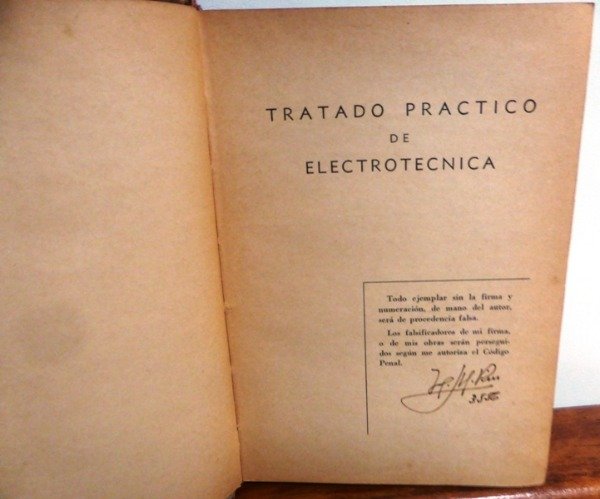 TRATADO PRACTICO
DE
ELECTROTECNICA
Todo ejemplar sin la firma y
numeración, de mano del autor,
será de procedencia falsa.
Los falsificadores de mi firma,
o de mis obras serán persegui-
dos según me autoriza el Código
Penal.